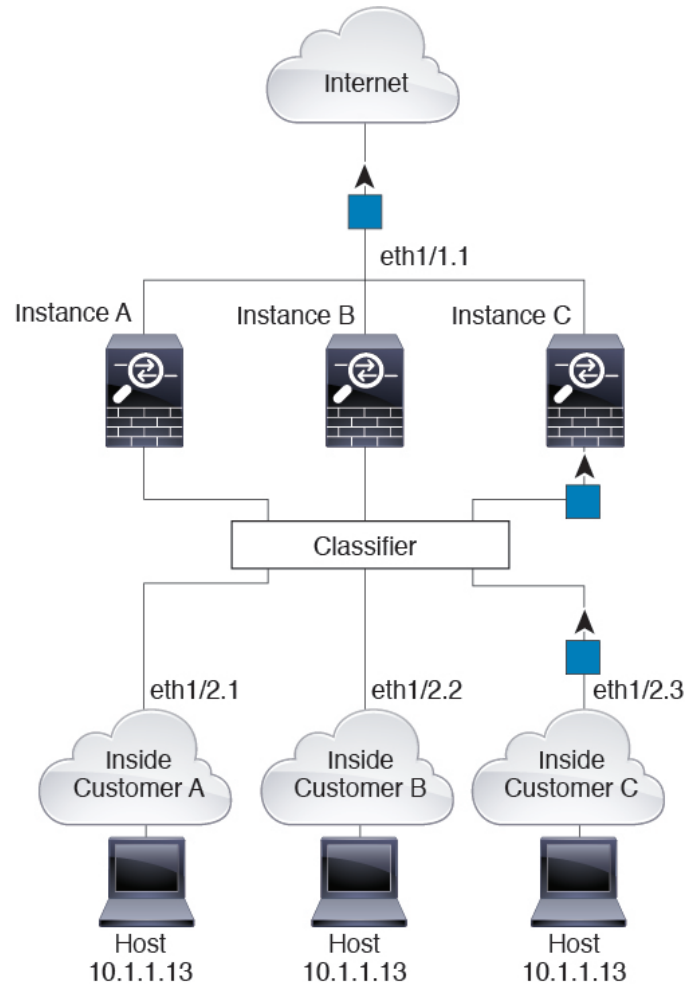 Internet
eth1/1.1
Instance A
Instance B
Instance C
Classifier
eth1/2.1
eth1/2.2
eth1/2.3
Inside
Customer A
Inside
Customer B
Inside
Customer C
Host
10.1.1.13
Host
10.1.1.13
Host
10.1.1.13